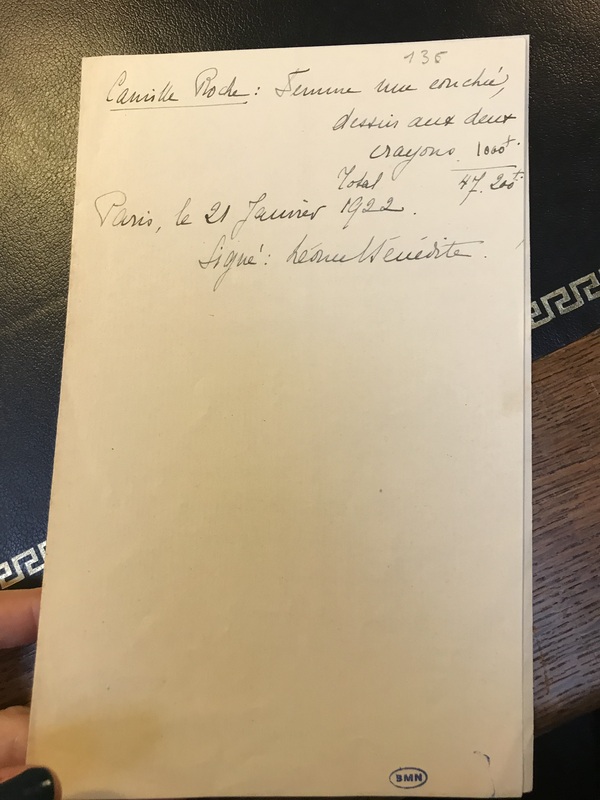 136
Camille Roche : Femme nue couchée,
dessin aux deux
crayons. 1000f.
Total 47.200f.
Paris, le 21 Janvier 1922.
Signé : Léonce Bénédite.
BMN